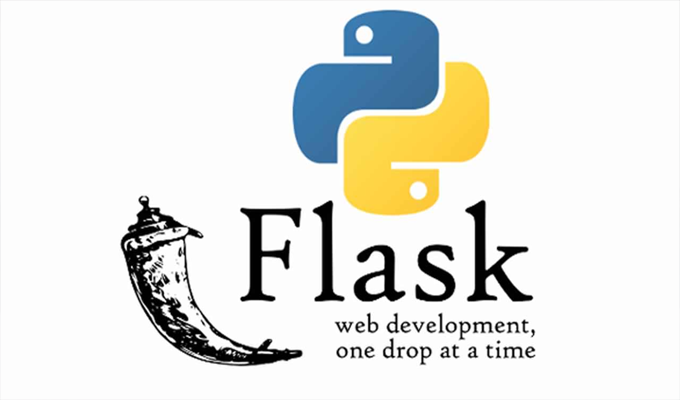 Flask
web development,
one drop at a time